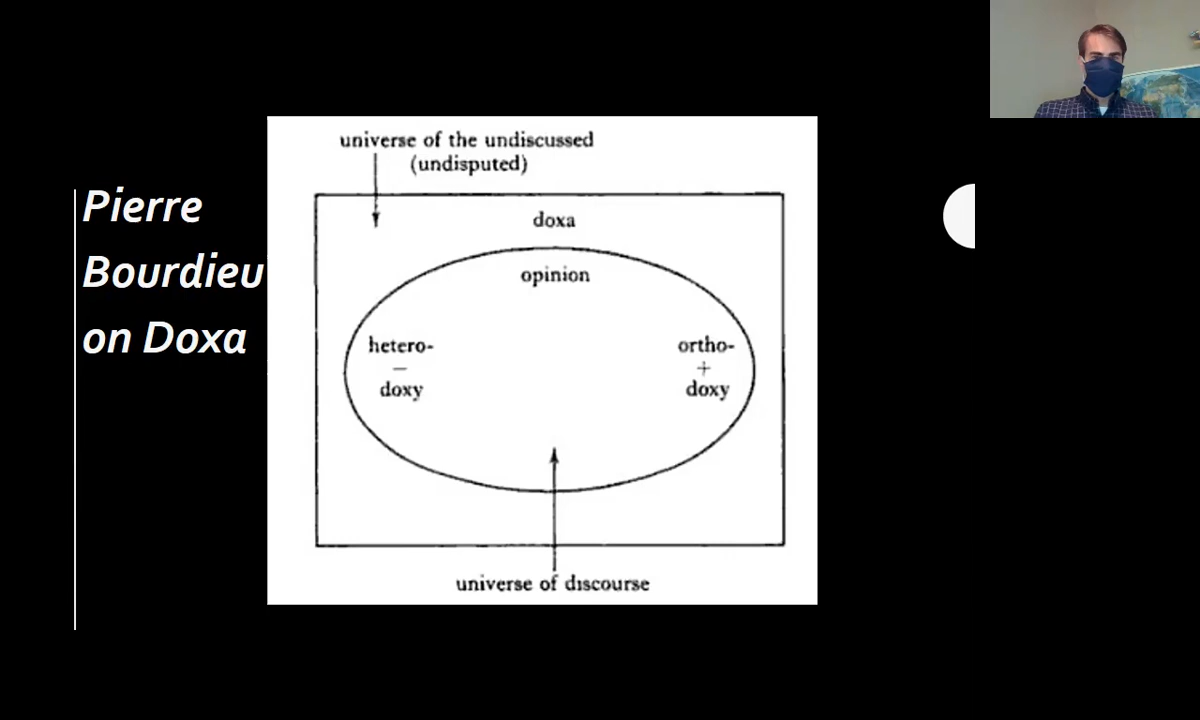 Pierre
Bourdieu
on Doxa
universe of the undiscussed
(undisputed)
doxa
opinion
hetero-
−
doxy
ortho-
+
doxy
universe of discourse